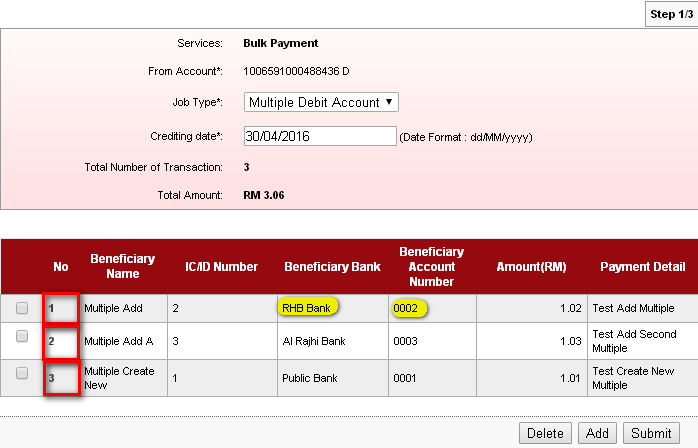 Step 1/3
Services: Bulk Payment
From Account*: 1006591000488436 D
Job Type*: Multiple Debit Account
Crediting date*: 30/04/2016 (Date Format : dd/MM/yyyy)
Total Number of Transaction: 3
Total Amount: RM 3.06
No Beneficiary Name IC/ID Number Beneficiary Bank Beneficiary Account Number Amount(RM) Payment Detail
1 Multiple Add 2 RHB Bank 0002 1.02 Test Add Multiple
2 Multiple Add A 3 Al Rajhi Bank 0003 1.03 Test Add Second Multiple
3 Multiple Create New 1 Public Bank 0001 1.01 Test Create New Multiple
Delete Add Submit